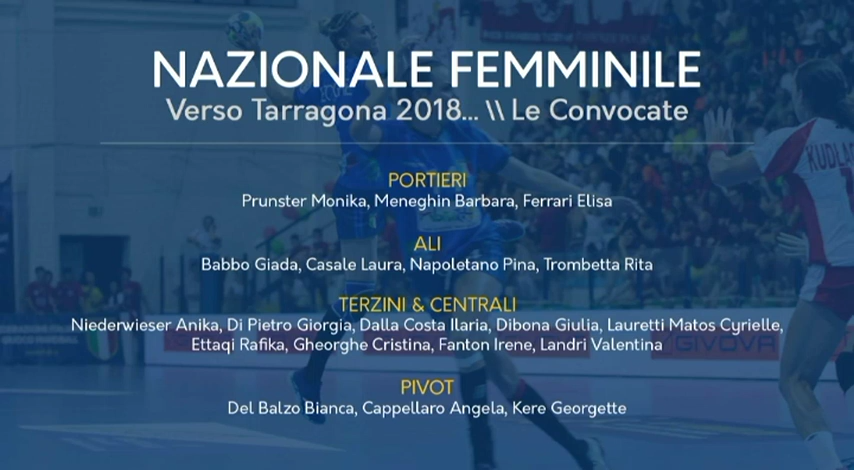 NAZIONALE FEMMINILE
Verso Tarragona 2018... \\ Le Convocate
PORTIERI
Prunster Monika, Meneghin Barbara, Ferrari Elisa
ALI
Babbo Giada, Casale Laura, Napoletano Pina, Trombetta Rita
TERZINI & CENTRALI
Niederwieser Anika, Di Pietro Giorgia, Dalla Costa Ilaria, Dibona Giulia, Lauretti Matos Cyrielle,
Ettaqi Rafika, Gheorghe Cristina, Fanton Irene, Landri Valentina
PIVOT
Del Balzo Bianca, Cappellaro Angela, Kere Georgette
KUDLA
GIVOVA